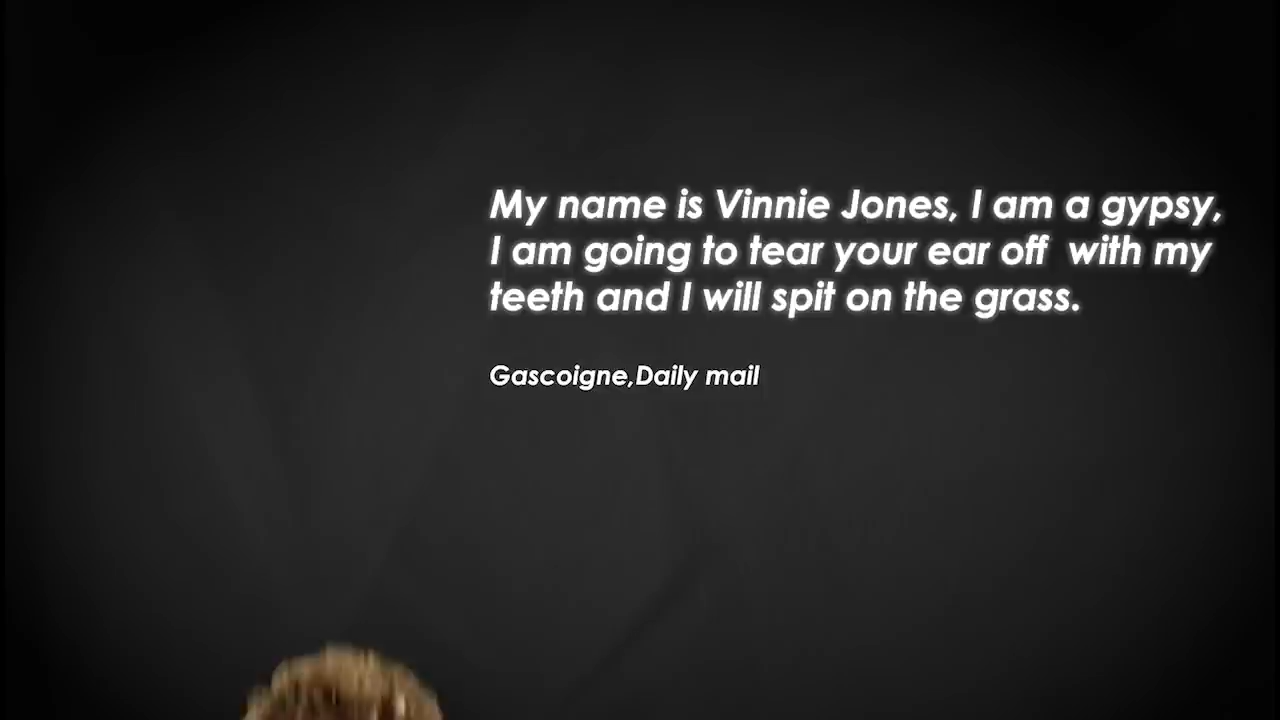 My name is Vinnie Jones, I am a gypsy,
I am going to tear your ear off  with my
teeth and I will spit on the grass.
Gascoigne,Daily mail